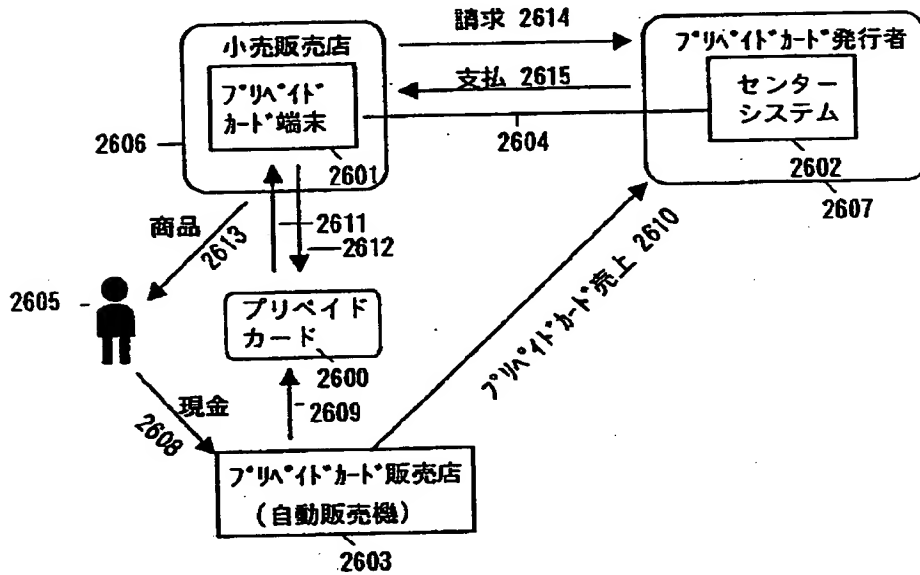 小売販売店
プリペイド
カード端末
2601
2606
請求 2614
支払 2615
2604
プリペイドカード発行者
センター
システム
2602
2607
商品
2613
2611
2612
2605
プリペイド
カード
2600
プリペイドカード売上 2610
現金
2608
2609
プリペイドカード販売店
(自動販売機)
2603